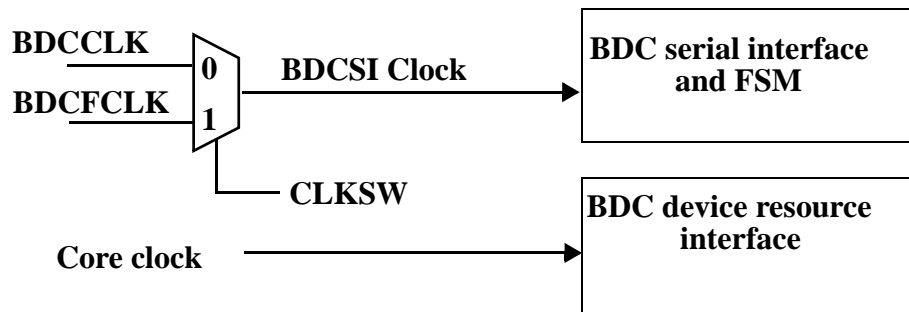 BDCCLK
0
BDCSI Clock
BDC serial interface
and FSM
BDCFCLK
1
CLKSW
BDC device resource
interface
Core clock